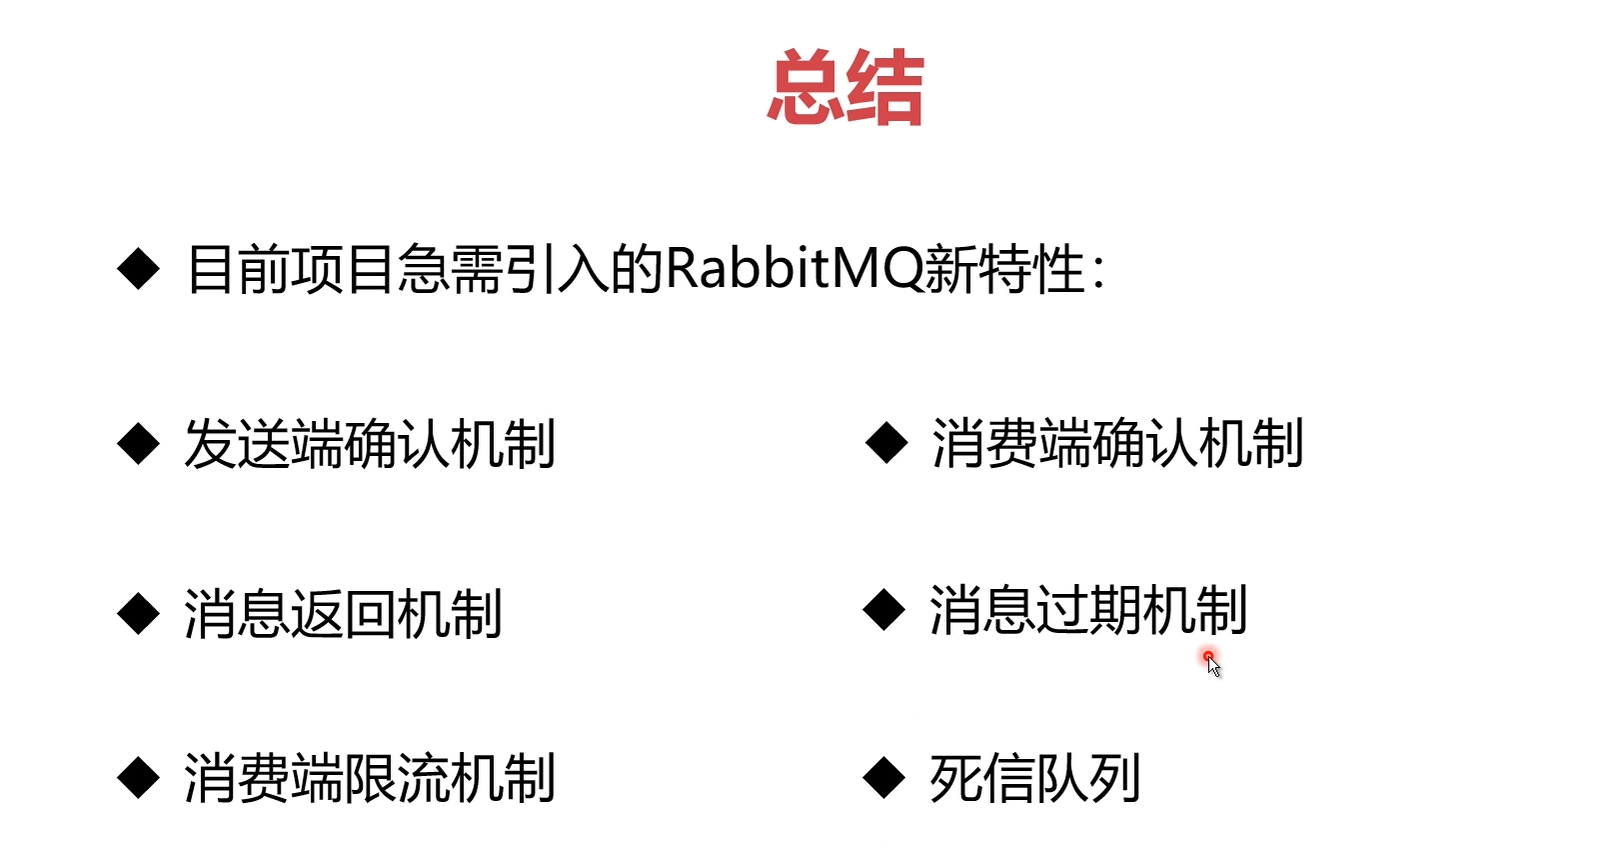 总结
◆ 目前项目急需引入的RabbitMQ新特性：
◆ 发送端确认机制
◆ 消费端确认机制
◆ 消息返回机制
◆ 消息过期机制
◆ 消费端限流机制
◆ 死信队列